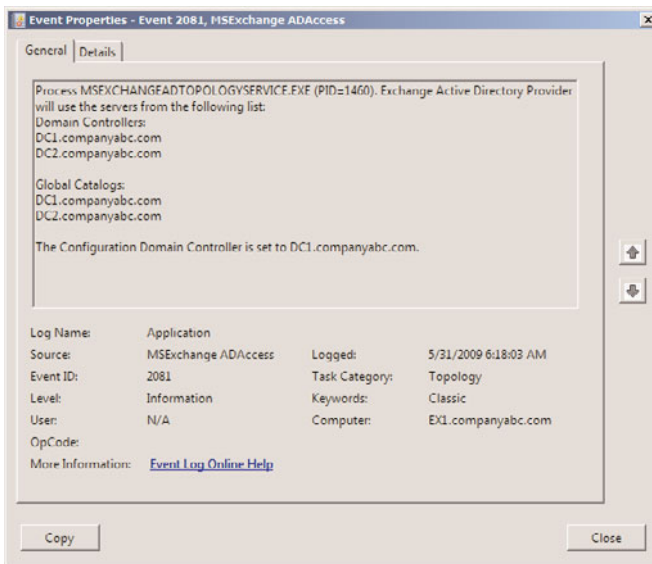 Event Properties - Event 2081, MSExchange ADAccess
General
Details
Process MSEXCHANGEADTOPOLOGYSERVICE.EXE (PID=1460). Exchange Active Directory Provider
will use the servers from the following list:
Domain Controllers:
DC1.companyabc.com
DC2.companyabc.com
Global Catalogs:
DC1.companyabc.com
DC2.companyabc.com
The Configuration Domain Controller is set to DC1.companyabc.com.
Log Name: Application
Source: MSExchange ADAccess Logged: 5/31/2009 6:18:03 AM
Event ID: 2081 Task Category: Topology
Level: Information Keywords: Classic
User: N/A Computer: EX1.companyabc.com
OpCode:
More Information: Event Log Online Help
Copy Close